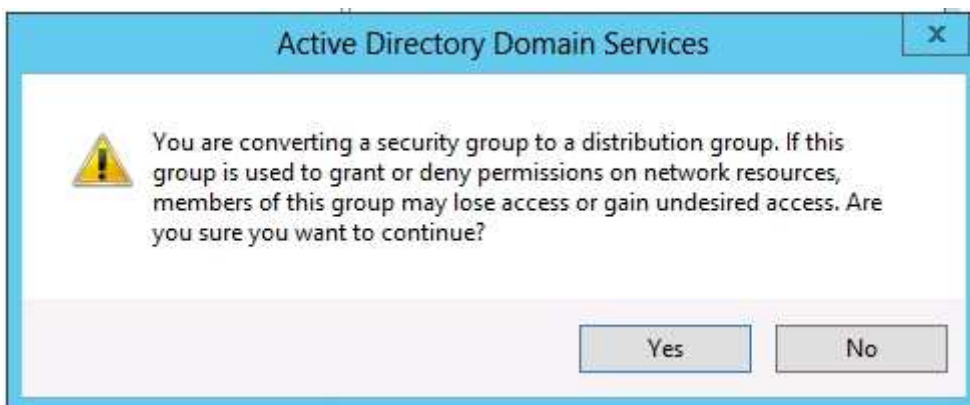 Active Directory Domain Services
x
You are converting a security group to a distribution group. If this
group is used to grant or deny permissions on network resources,
members of this group may lose access or gain undesired access. Are
you sure you want to continue?
Yes
No